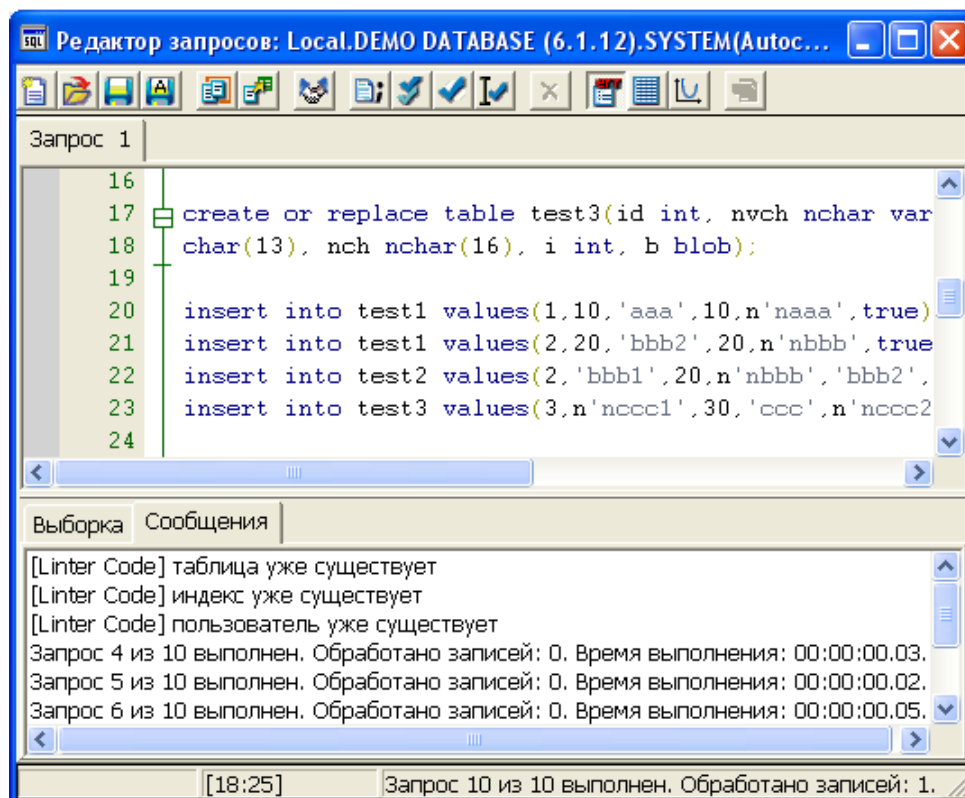 Редактор запросов: Local.DEMO DATABASE (6.1.12).SYSTEM(Autoc...
Запрос 1
16
17 create or replace table test3(id int, nvch nchar var
18 char(13), nch nchar(16), i int, b blob);
19
20 insert into test1 values(1,10,'aaa',10,n'naaa',true)
21 insert into test1 values(2,20,'bbb2',20,n'nbbb',true
22 insert into test2 values(2,'bbb1',20,n'nbbb','bbb2',
23 insert into test3 values(3,n'nccc1',30,'ccc',n'nccc2
24
Выборка Сообщения
[Linter Code] таблица уже существует
[Linter Code] индекс уже существует
[Linter Code] пользователь уже существует
Запрос 4 из 10 выполнен. Обработано записей: 0. Время выполнения: 00:00:00.03.
Запрос 5 из 10 выполнен. Обработано записей: 0. Время выполнения: 00:00:00.02.
Запрос 6 из 10 выполнен. Обработано записей: 0. Время выполнения: 00:00:00.05.
[18:25] Запрос 10 из 10 выполнен. Обработано записей: 1.